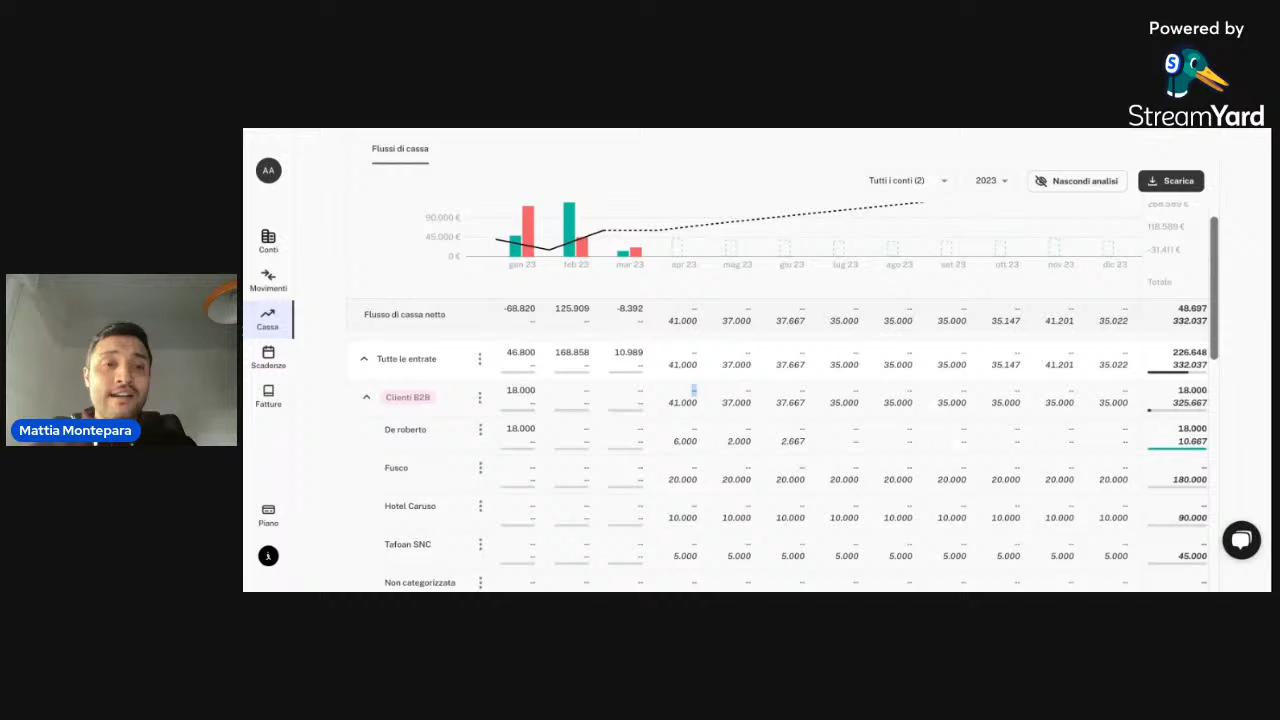 Powered by
StreamYard
Mattia Montepara
AA
Conti
Movimenti
Cassa
Scadenze
Fatture
Piano
Flussi di cassa
Tutti i conti (2) 2023 Nascondi analisi Scarica
90.000 € 268.589 €
45.000 € 118.589 €
0 € -31.411 €
gen 23 feb 23 mar 23 apr 23 mag 23 giu 23 lug 23 ago 23 set 23 ott 23 nov 23 dic 23
Totale
Flusso di cassa netto
-68.820 125.909 -8.392 -- -- -- -- -- -- -- -- -- 48.697
-- -- -- 41.000 37.000 37.667 35.000 35.000 35.000 35.147 41.201 35.022 332.037
Tutte le entrate
46.800 168.858 10.989 -- -- -- -- -- -- -- -- -- 226.648
-- -- -- 41.000 37.000 37.667 35.000 35.000 35.000 35.147 41.201 35.022 332.037
Clienti B2B
18.000 -- -- -- -- -- -- -- -- -- -- -- 18.000
-- -- -- 41.000 37.000 37.667 35.000 35.000 35.000 35.000 35.000 35.000 325.667
De roberto
18.000 -- -- -- -- -- -- -- -- -- -- -- 18.000
-- -- -- 6.000 2.000 2.667 -- -- -- -- -- -- 10.667
Fusco
-- -- -- -- -- -- -- -- -- -- -- -- --
-- -- -- 20.000 20.000 20.000 20.000 20.000 20.000 20.000 20.000 20.000 180.000
Hotel Caruso
-- -- -- -- -- -- -- -- -- -- -- -- --
-- -- -- 10.000 10.000 10.000 10.000 10.000 10.000 10.000 10.000 10.000 90.000
Tafoan SNC
-- -- -- -- -- -- -- -- -- -- -- -- --
-- -- -- 5.000 5.000 5.000 5.000 5.000 5.000 5.000 5.000 5.000 45.000
Non categorizzata
-- -- -- -- -- -- -- -- -- -- -- -- --